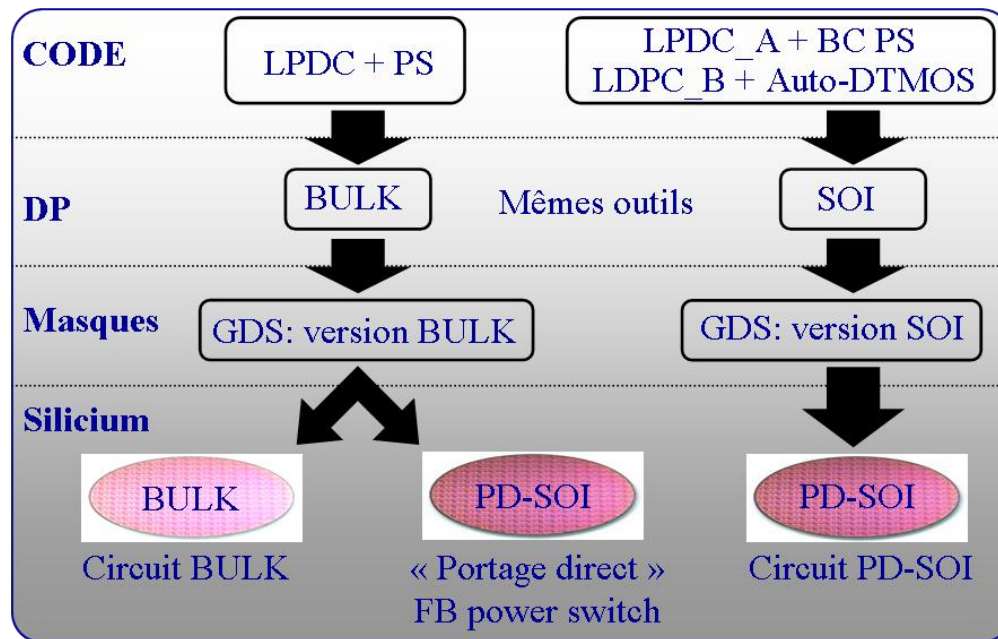 CODE
LPDC + PS
LPDC_A + BC PS
LDPC_B + Auto-DTMOS
DP
BULK
Mêmes outils
SOI
Masques
GDS: version BULK
GDS: version SOI
Silicium
BULK
PD-SOI
PD-SOI
Circuit BULK
« Portage direct »
FB power switch
Circuit PD-SOI